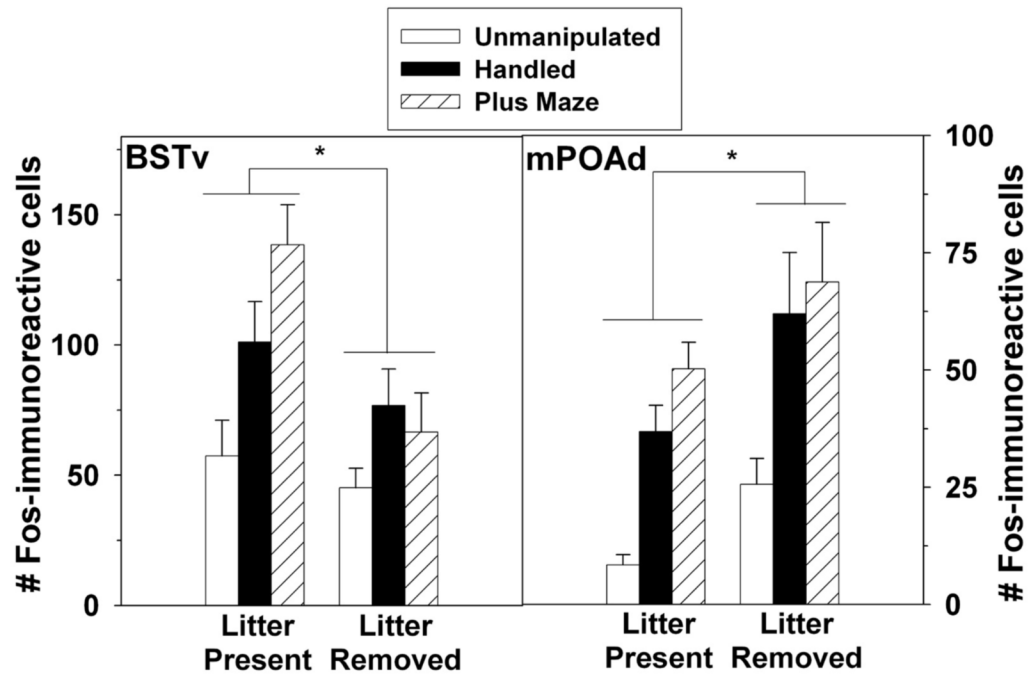 Unmanipulated
Handled
Plus Maze
BSTv
*
mPOAd
*
# Fos-immunoreactive cells
150
100
50
0
100
75
50
25
0
# Fos-immunoreactive cells
Litter
Present
Litter
Removed
Litter
Present
Litter
Removed